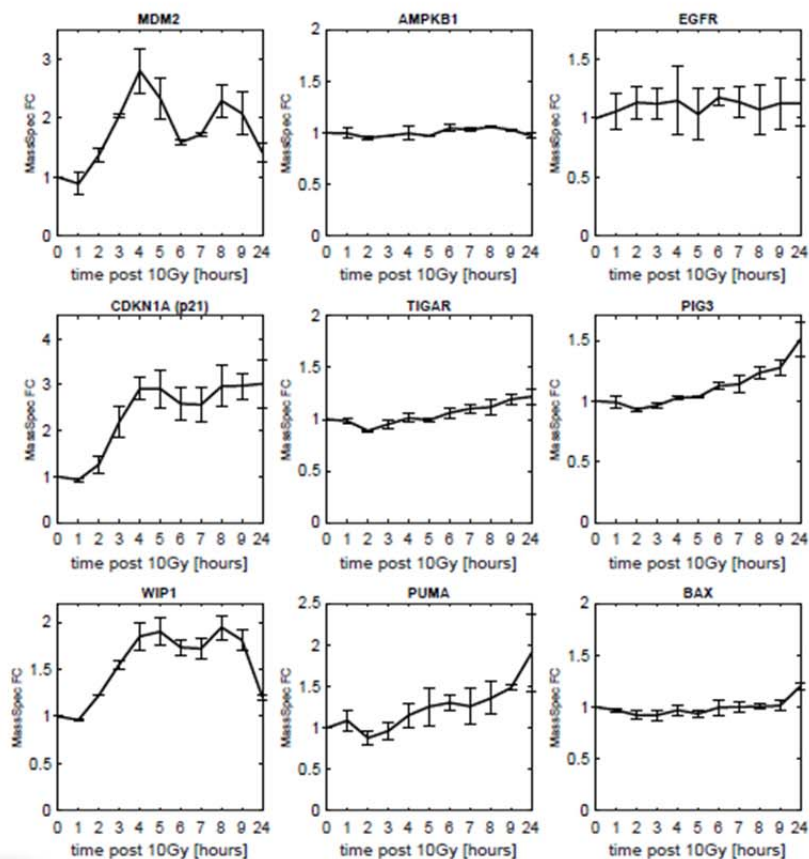 MDM2 AMPKB1 EGFR
3 2 1 0
MassSpec FC
0 1 2 3 4 5 6 7 8 9 24
time post 10Gy [hours]
2 1.5 1 0.5 0
MassSpec FC
0 1 2 3 4 5 6 7 8 9 24
time post 10Gy [hours]
1.5 1 0.5 0
MassSpec FC
0 1 2 3 4 5 6 7 8 9 24
time post 10Gy [hours]
CDKN1A (p21) TIGAR PIG3
4 3 2 1 0
MassSpec FC
0 1 2 3 4 5 6 7 8 9 24
time post 10Gy [hours]
2 1.5 1 0.5 0
MassSpec FC
0 1 2 3 4 5 6 7 8 9 24
time post 10Gy [hours]
1.5 1 0.5 0
MassSpec FC
0 1 2 3 4 5 6 7 8 9 24
time post 10Gy [hours]
WIP1 PUMA BAX
2 1.5 1 0.5 0
MassSpec FC
0 1 2 3 4 5 6 7 8 9 24
time post 10Gy [hours]
2.5 2 1.5 1 0.5 0
MassSpec FC
0 1 2 3 4 5 6 7 8 9 24
time post 10Gy [hours]
2 1.5 1 0.5 0
MassSpec FC
0 1 2 3 4 5 6 7 8 9 24
time post 10Gy [hours]